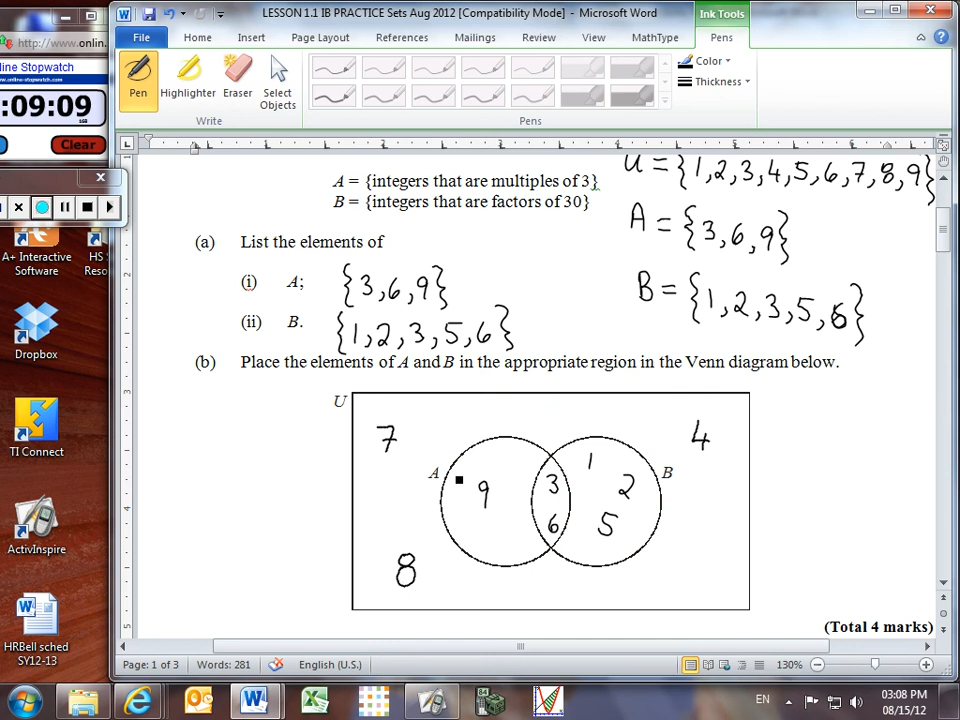 LESSON 1.1 IB PRACTICE Sets Aug 2012 [Compatibility Mode] - Microsoft Word
Ink Tools
http://www.onlin.
File Home Insert Page Layout References Mailings Review View MathType Pens
nline Stopwatch
www.online-stopwatch.com
:09:09
Clear
Pen Highlighter Eraser Select Objects
Color
Thickness
Write
Pens
U = {1,2,3,4,5,6,7,8,9}
A = {integers that are multiples of 3}
B = {integers that are factors of 30}
A = {3,6,9}
(a) List the elements of
(i) A; {3,6,9}
B = {1,2,3,5,6}
(ii) B. {1,2,3,5,6}
(b) Place the elements of A and B in the appropriate region in the Venn diagram below.
U
7 4
A 9 3 1 2 B
6 5
8
(Total 4 marks)
A+ Interactive Software
HS Reso
Dropbox
TI Connect
ActivInspire
HRBell sched SY12-13
Page: 1 of 3 Words: 281 English (U.S.) 130%
EN
03:08 PM
08/15/12